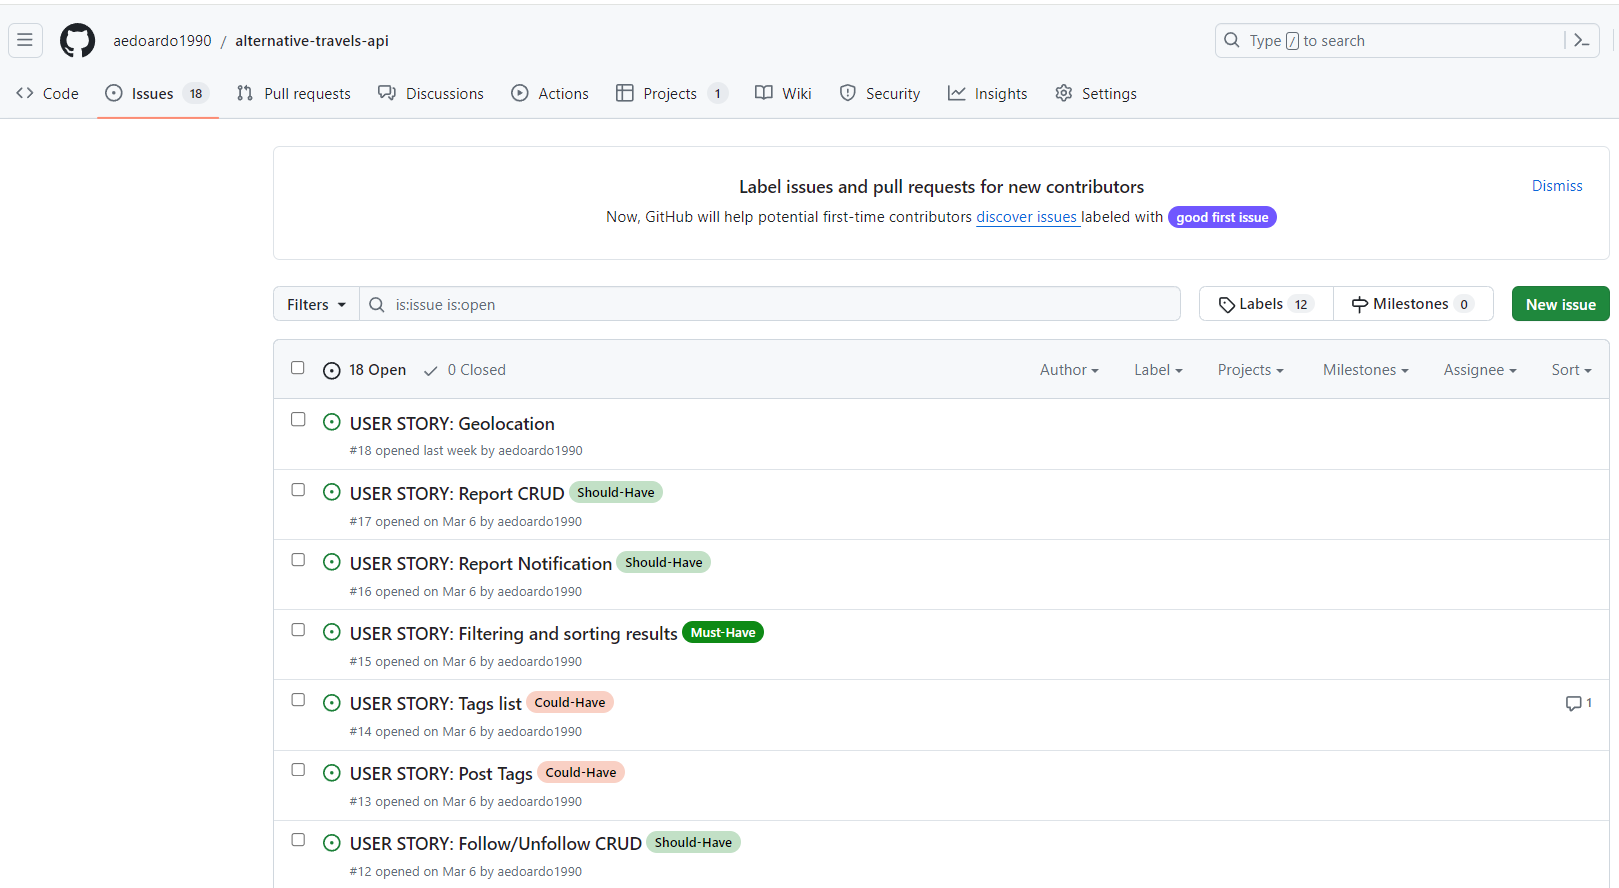 aedoardo1990 / alternative-travels-api
Type / to search
Code Issues 18 Pull requests Discussions Actions Projects 1 Wiki Security Insights Settings
Label issues and pull requests for new contributors
Dismiss
Now, GitHub will help potential first-time contributors discover issues labeled with good first issue
Filters is:issue is:open Labels 12 Milestones 0 New issue
18 Open 0 Closed Author Label Projects Milestones Assignee Sort
USER STORY: Geolocation
#18 opened last week by aedoardo1990
USER STORY: Report CRUD Should-Have
#17 opened on Mar 6 by aedoardo1990
USER STORY: Report Notification Should-Have
#16 opened on Mar 6 by aedoardo1990
USER STORY: Filtering and sorting results Must-Have
#15 opened on Mar 6 by aedoardo1990
USER STORY: Tags list Could-Have 1
#14 opened on Mar 6 by aedoardo1990
USER STORY: Post Tags Could-Have
#13 opened on Mar 6 by aedoardo1990
USER STORY: Follow/Unfollow CRUD Should-Have
#12 opened on Mar 6 by aedoardo1990